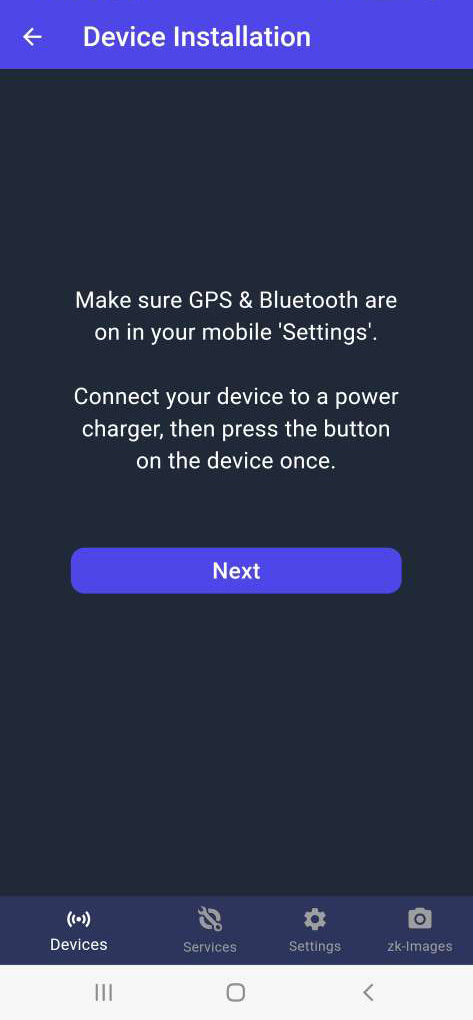 Device Installation
Make sure GPS & Bluetooth are
on in your mobile 'Settings'.
Connect your device to a power
charger, then press the button
on the device once.
Next
Devices
Services
Settings
zk-Images